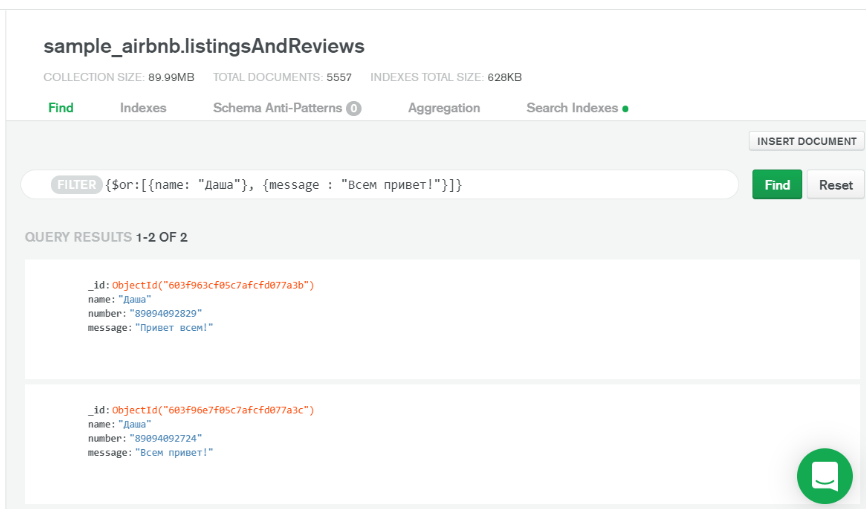 sample_airbnb.listingsAndReviews
COLLECTION SIZE: 89.99MB TOTAL DOCUMENTS: 5557 INDEXES TOTAL SIZE: 628KB
Find Indexes Schema Anti-Patterns 0 Aggregation Search Indexes
INSERT DOCUMENT
FILTER {$or:[{name: "Даша"}, {message : "Всем привет!"}]} Find Reset
QUERY RESULTS 1-2 OF 2
_id: ObjectId("603f963cf05c7afcfd077a3b")
name: "Даша"
number: "89094092829"
message: "Привет всем!"
_id: ObjectId("603f96e7f05c7afcfd077a3c")
name: "Даша"
number: "89094092724"
message: "Всем привет!"